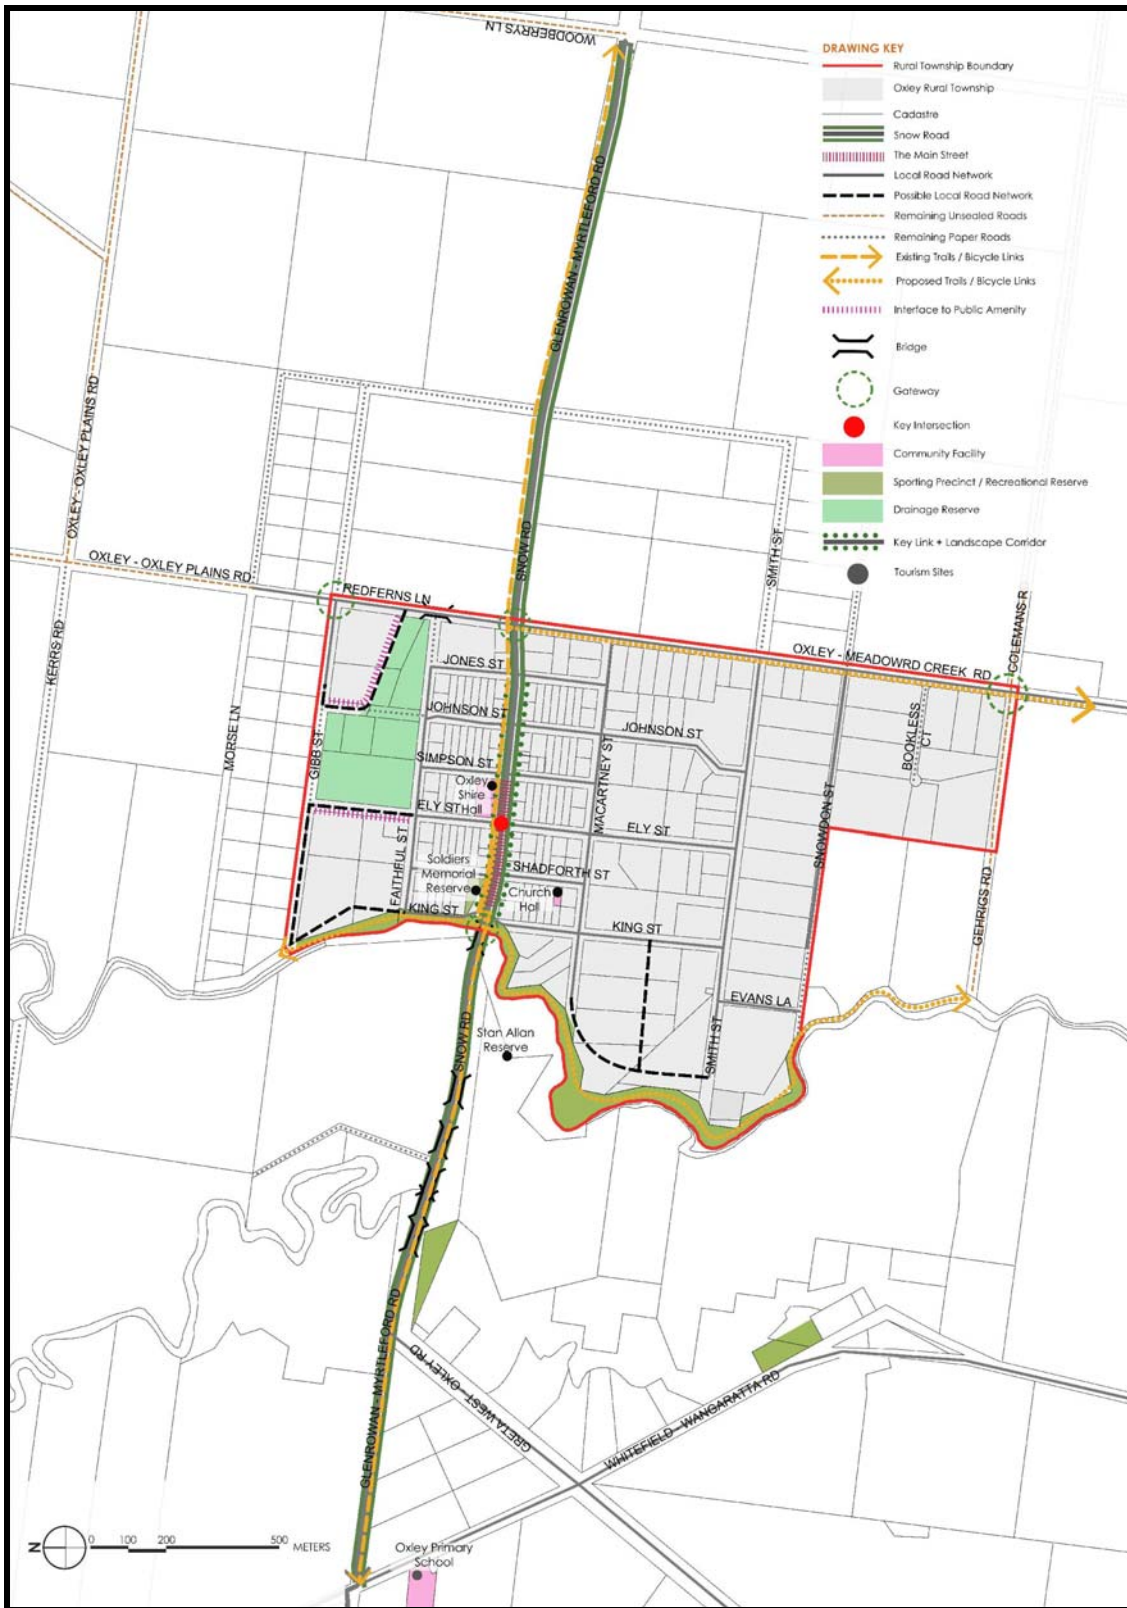 WOODBERRYS LN
DRAWING KEY
Rural Township Boundary
Oxley Rural Township
Cadastre
Snow Road
The Main Street
Local Road Network
Possible Local Road Network
Remaining Unsealed Roads
Remaining Paper Roads
Existing Trails / Bicycle Links
Proposed Trails / Bicycle Links
Interface to Public Amenity
Bridge
Gateway
Key Intersection
Community Facility
Sporting Precinct / Recreational Reserve
Drainage Reserve
Key Link + Landscape Corridor
Tourism Sites
GLENROWAN - MYRTLEFORD RD
OXLEY - OXLEY PLAINS RD
OXLEY - OXLEY PLAINS RD
SNOW RD
SMITH ST
REDFERNS LN
KERRS RD
COLEMANS R
OXLEY - MEADOWRD CREEK RD
JONES ST
JOHNSON ST
JOHNSON ST
BOOKLESS
CT
MORSE LN
GIBB ST
SIMPSON ST
MACARTNEY ST
Oxley
Shire
Hall
ELY ST
ELY ST
SNOWDON ST
FAITHFUL ST
Soldiers
Memorial
Reserve
SHADFORTH ST
Church
Hall
KING ST
KING ST
GEHRIGS RD
EVANS LA
SMITH ST
SNOW RD
Stan Allan
Reserve
GLENROWAN - MYRTLEFORD RD
GRETA WEST - OXLEY RD
WHITEFIELD - WANGARATTA RD
N
0 100 200 500 METERS
Oxley Primary
School